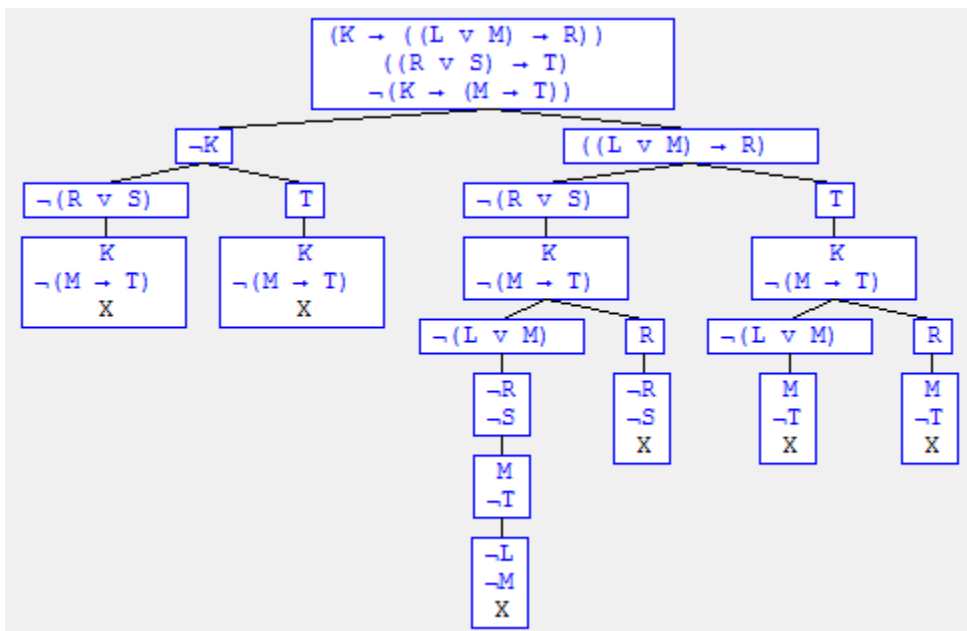 (K → ((L v M) → R))
((R v S) → T)
¬(K → (M → T))
¬K
((L v M) → R)
¬(R v S)
T
¬(R v S)
T
K
¬(M → T)
X
K
¬(M → T)
X
K
¬(M → T)
K
¬(M → T)
¬(L v M)
R
¬(L v M)
R
¬R
¬S
¬R
¬S
X
M
¬T
X
M
¬T
X
M
¬T
¬L
¬M
X